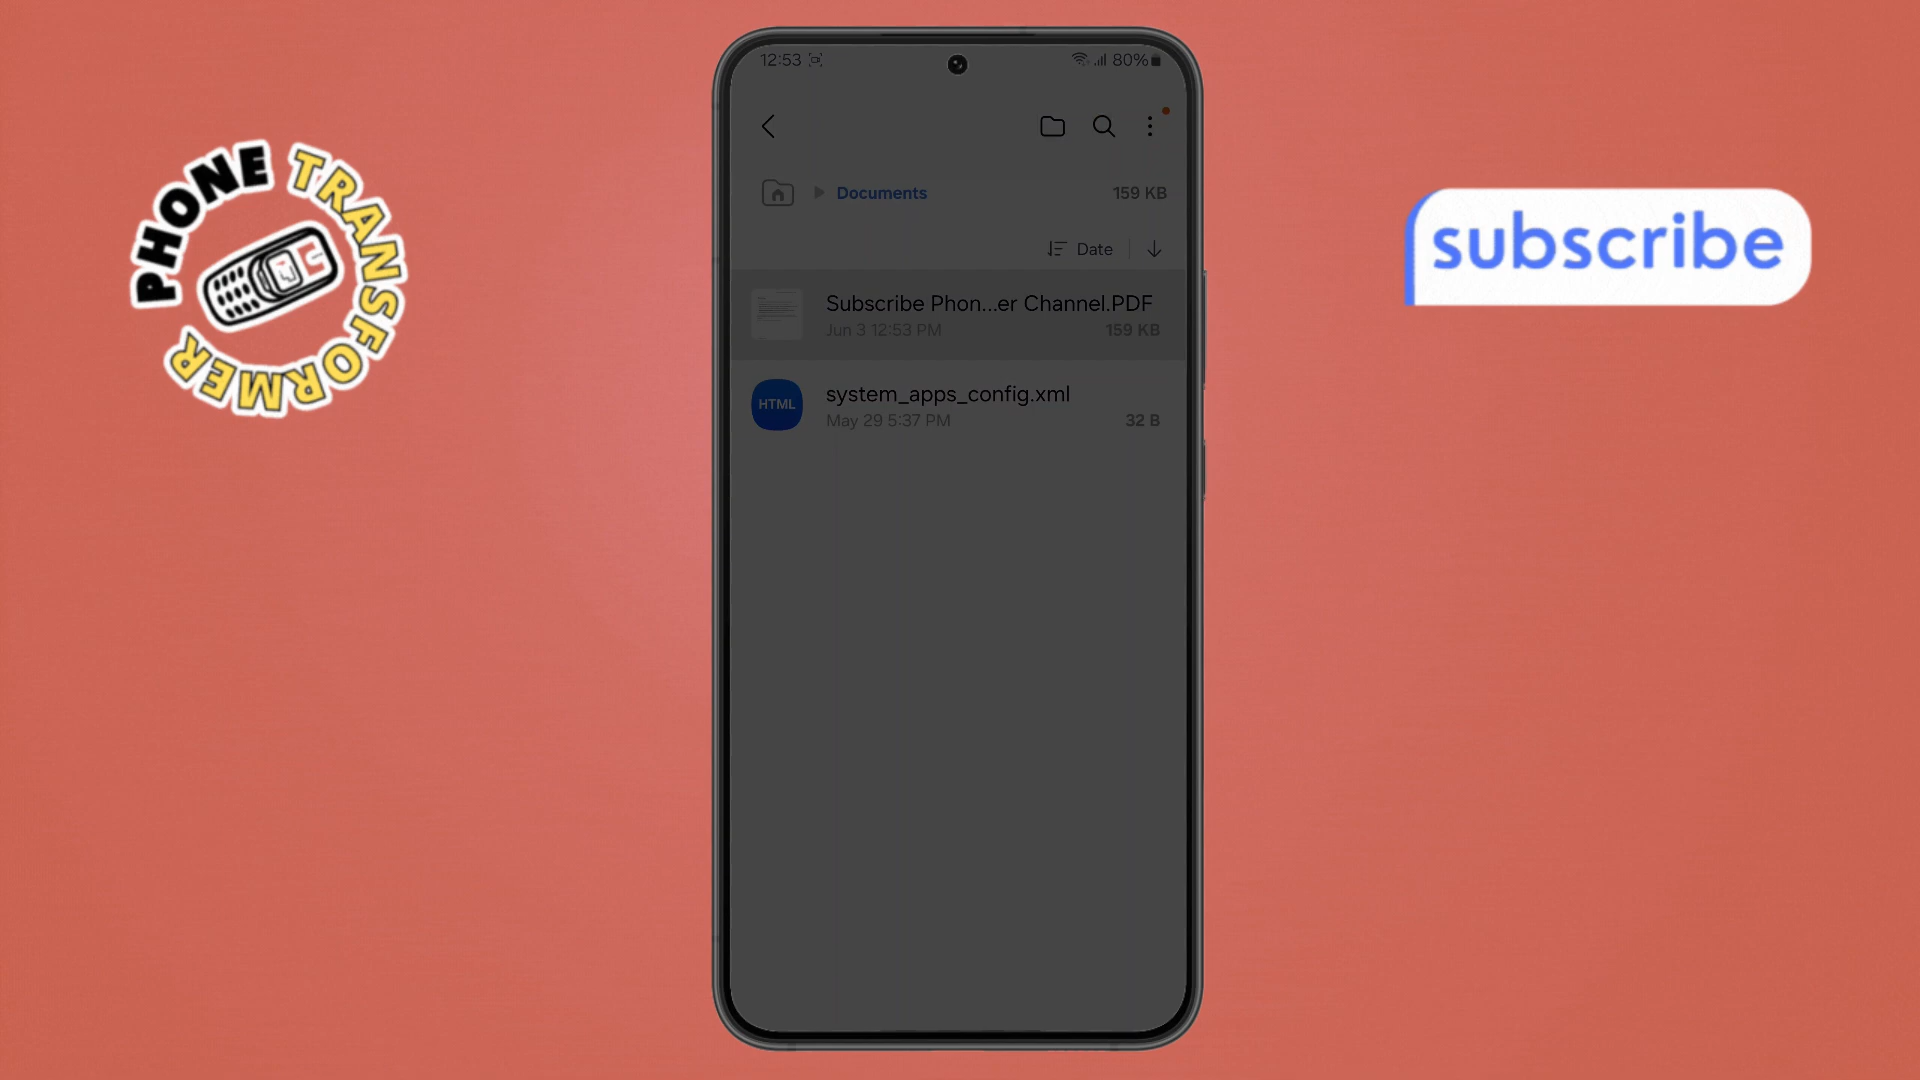 PHONE TRANSFORMER
12:53
80%
Documents
159 KB
Date
Subscribe Phon...er Channel.PDF
Jun 3 12:53 PM
159 KB
HTML
system_apps_config.xml
May 29 5:37 PM
32 B
subscribe